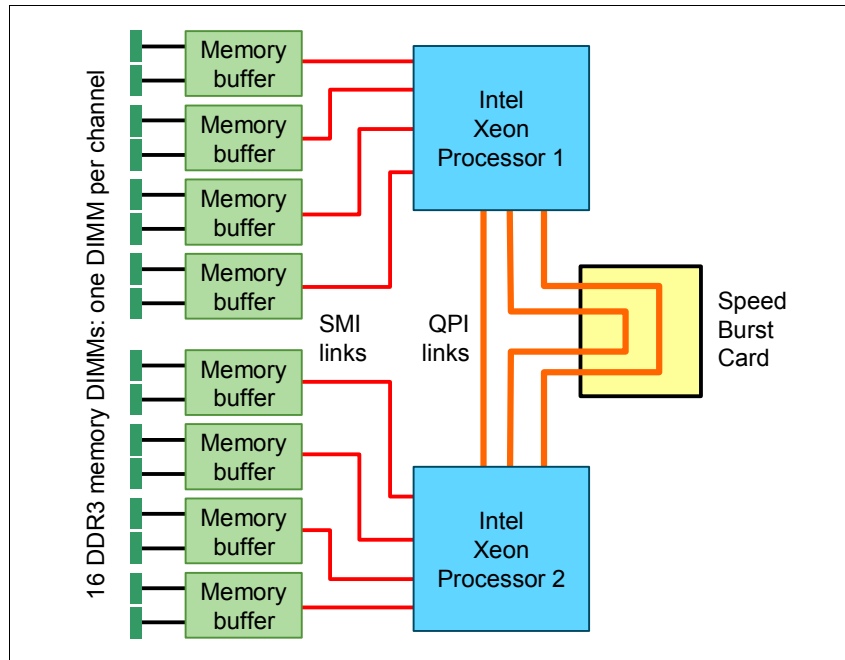 16 DDR3 memory DIMMs: one DIMM per channel
Memory
buffer
Memory
buffer
Memory
buffer
Memory
buffer
Memory
buffer
Memory
buffer
Memory
buffer
Memory
buffer
SMI
links
QPI
links
Intel
Xeon
Processor 1
Intel
Xeon
Processor 2
Speed
Burst
Card